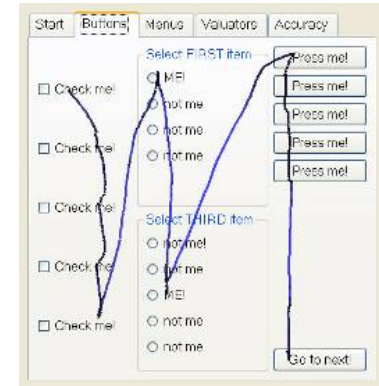 Start Buttons Menus Valuators Accuracy
Check me!
Check me!
Check me!
Check me!
Check me!
Select FIRST item
ME!
not me
not me
not me
Select THIRD item
not me!
not me
ME!
not me
not me
Press me!
Press me!
Press me!
Press me!
Press me!
Go to next!